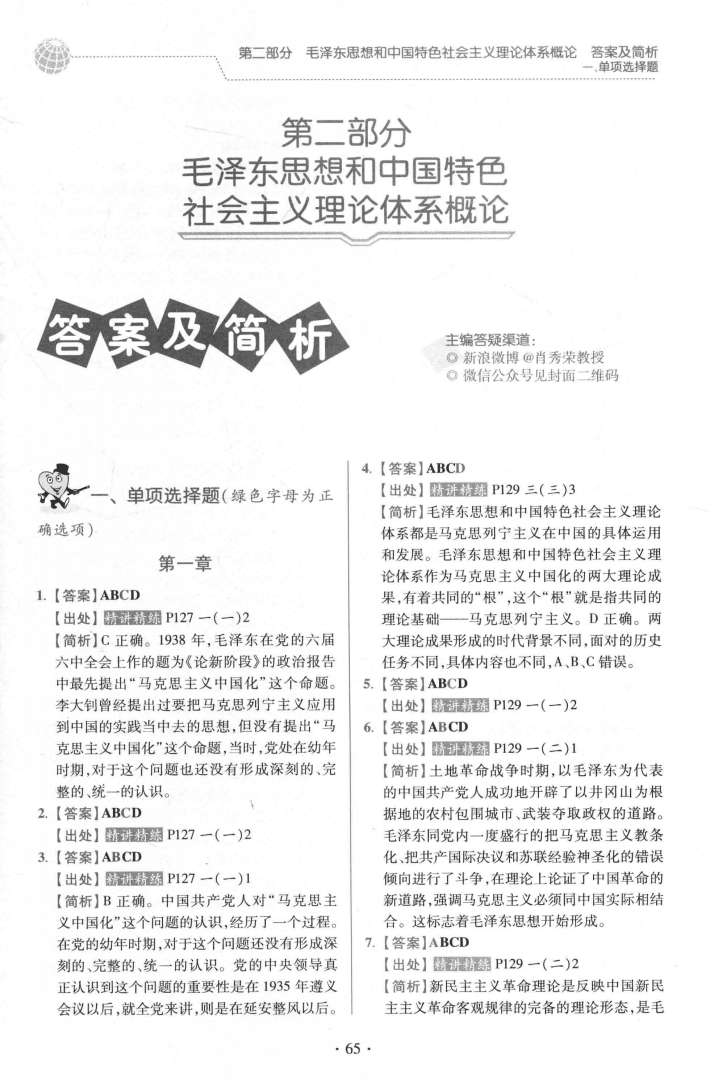 第二部分 毛泽东思想和中国特色社会主义理论体系概论 答案及简析
一、单项选择题
第二部分
毛泽东思想和中国特色
社会主义理论体系概论
答案及简析
主编答疑渠道:
◎ 新浪微博@肖秀荣教授
◎ 微信公众号见封面二维码
一、单项选择题(绿色字母为正
确选项)
第一章
1.【答案】ABCD
【出处】精讲精练 P127 一(一)2
【简析】C 正确。1938 年,毛泽东在党的六届
六中全会上作的题为《论新阶段》的政治报告
中最先提出“马克思主义中国化”这个命题。
李大钊曾经提出过要把马克思列宁主义应用
到中国的实践当中去的思想,但没有提出“马
克思主义中国化”这个命题,当时,党处在幼年
时期,对于这个问题也还没有形成深刻的、完
整的、统一的认识。
2.【答案】ABCD
【出处】精讲精练 P127 一(一)2
3.【答案】ABCD
【出处】精讲精练 P127 一(一)1
【简析】B 正确。中国共产党人对“马克思主
义中国化”这个问题的认识,经历了一个过程。
在党的幼年时期,对于这个问题还没有形成深
刻的、完整的、统一的认识。党的中央领导真
正认识到这个问题的重要性是在 1935 年遵义
会议以后,就全党来讲,则是在延安整风以后。
4.【答案】ABCD
【出处】精讲精练 P129 三(三)3
【简析】毛泽东思想和中国特色社会主义理论
体系都是马克思列宁主义在中国的具体运用
和发展。毛泽东思想和中国特色社会主义理
论体系作为马克思主义中国化的两大理论成
果,有着共同的“根”,这个“根”就是指共同的
理论基础——马克思列宁主义。D 正确。两
大理论成果形成的时代背景不同,面对的历史
任务不同,具体内容也不同,A、B、C 错误。
5.【答案】ABCD
【出处】精讲精练 P129 一(一)2
6.【答案】ABCD
【出处】精讲精练 P129 一(二)1
【简析】土地革命战争时期,以毛泽东为代表
的中国共产党人成功地开辟了以井冈山为根
据地的农村包围城市、武装夺取政权的道路。
毛泽东同党内一度盛行的把马克思主义教条
化、把共产国际决议和苏联经验神圣化的错误
倾向进行了斗争,在理论上论证了中国革命的
新道路,强调马克思主义必须同中国实际相结
合。这标志着毛泽东思想开始形成。
7.【答案】ABCD
【出处】精讲精练 P129 一(二)2
【简析】新民主主义革命理论是反映中国新民
主主义革命客观规律的完备的理论形态,是毛
·65·